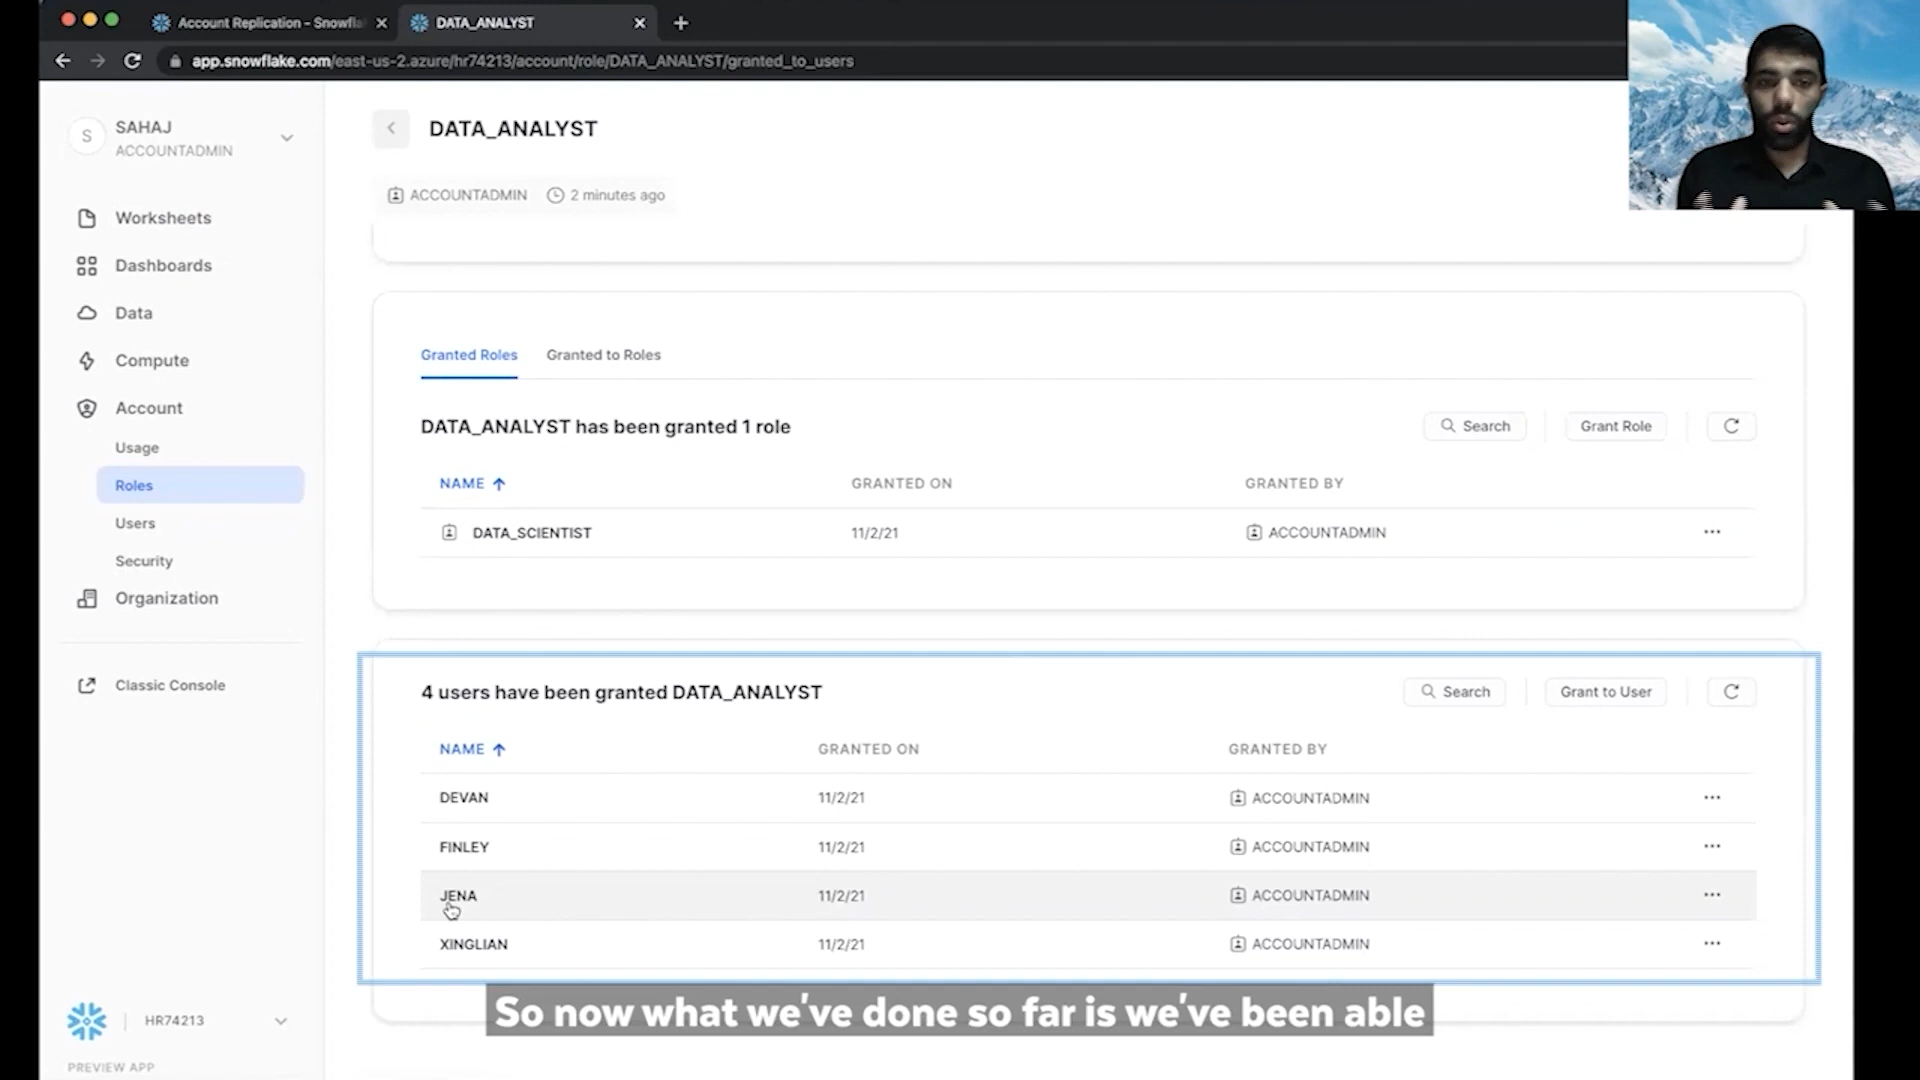 Account Replication – Snowfla
DATA_ANALYST
app.snowflake.com/east-us-2.azure/hr74213/account/role/DATA_ANALYST/granted_to_users
S
SAHAJ
ACCOUNTADMIN
Worksheets
Dashboards
Data
Compute
Account
Usage
Roles
Users
Security
Organization
Classic Console
HR74213
PREVIEW APP
DATA_ANALYST
ACCOUNTADMIN 2 minutes ago
Granted Roles Granted to Roles
DATA_ANALYST has been granted 1 role Search Grant Role
NAME GRANTED ON GRANTED BY
DATA_SCIENTIST 11/2/21 ACCOUNTADMIN ...
4 users have been granted DATA_ANALYST Search Grant to User
NAME GRANTED ON GRANTED BY
DEVAN 11/2/21 ACCOUNTADMIN ...
FINLEY 11/2/21 ACCOUNTADMIN ...
JENA 11/2/21 ACCOUNTADMIN ...
XINGLIAN 11/2/21 ACCOUNTADMIN ...
So now what we've done so far is we've been able